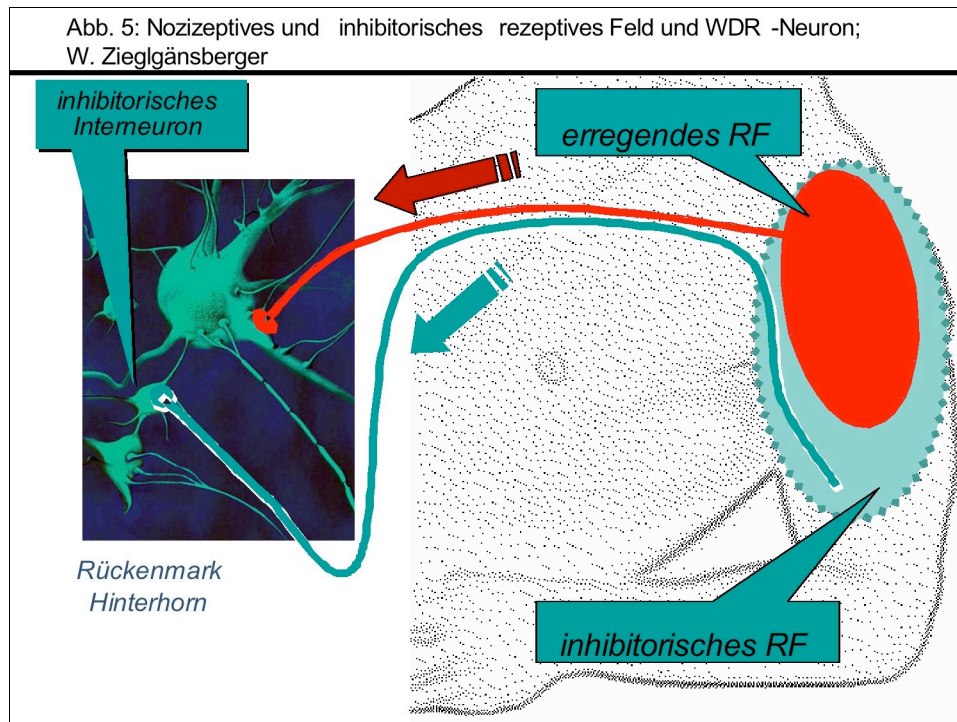 Abb. 5: Nozizeptives und inhibitorisches rezeptives Feld und WDR -Neuron;
W. Zieglgänsberger
inhibitorisches
Interneuron
erregendes RF
Rückenmark
Hinterhorn
inhibitorisches RF